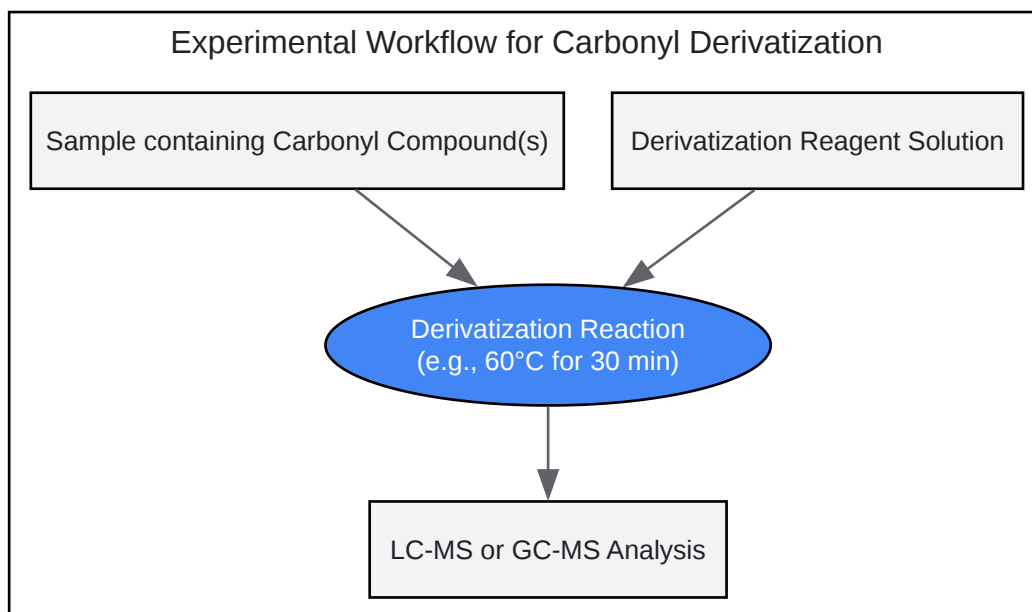 Experimental Workflow for Carbonyl Derivatization
Sample containing Carbonyl Compound(s)
Derivatization Reagent Solution
Derivatization Reaction
(e.g., 60°C for 30 min)
LC-MS or GC-MS Analysis